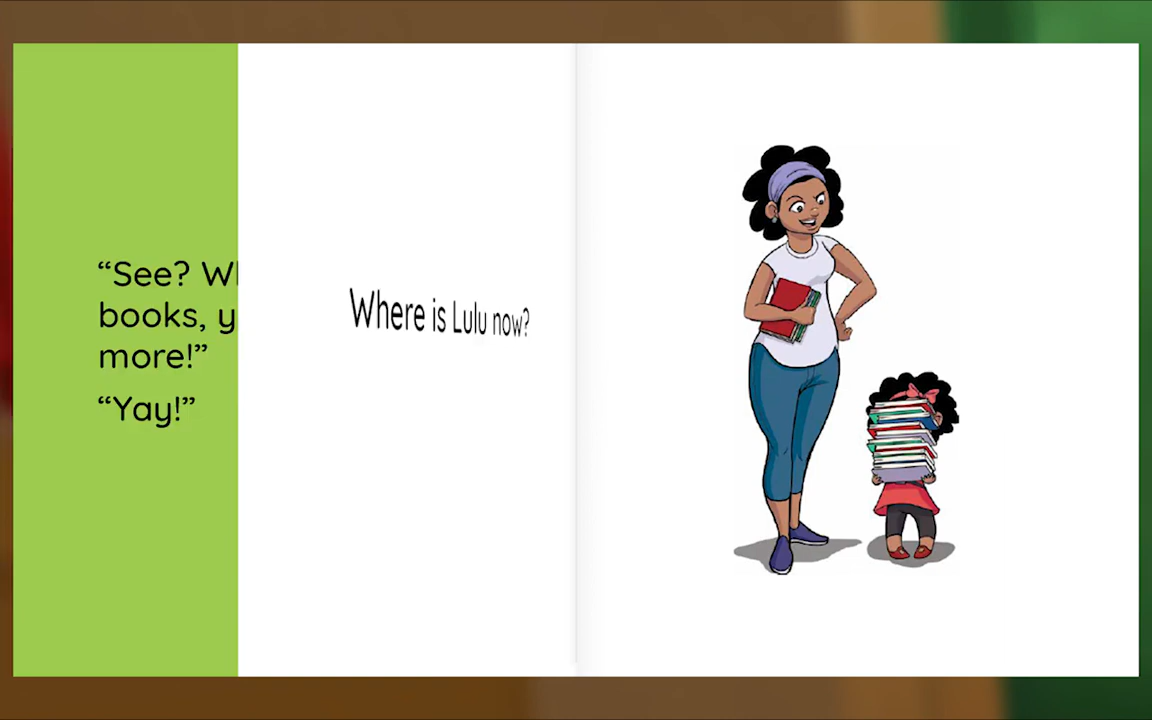 “See?
books,
more!”
“Yay!”
Where is Lulu now?